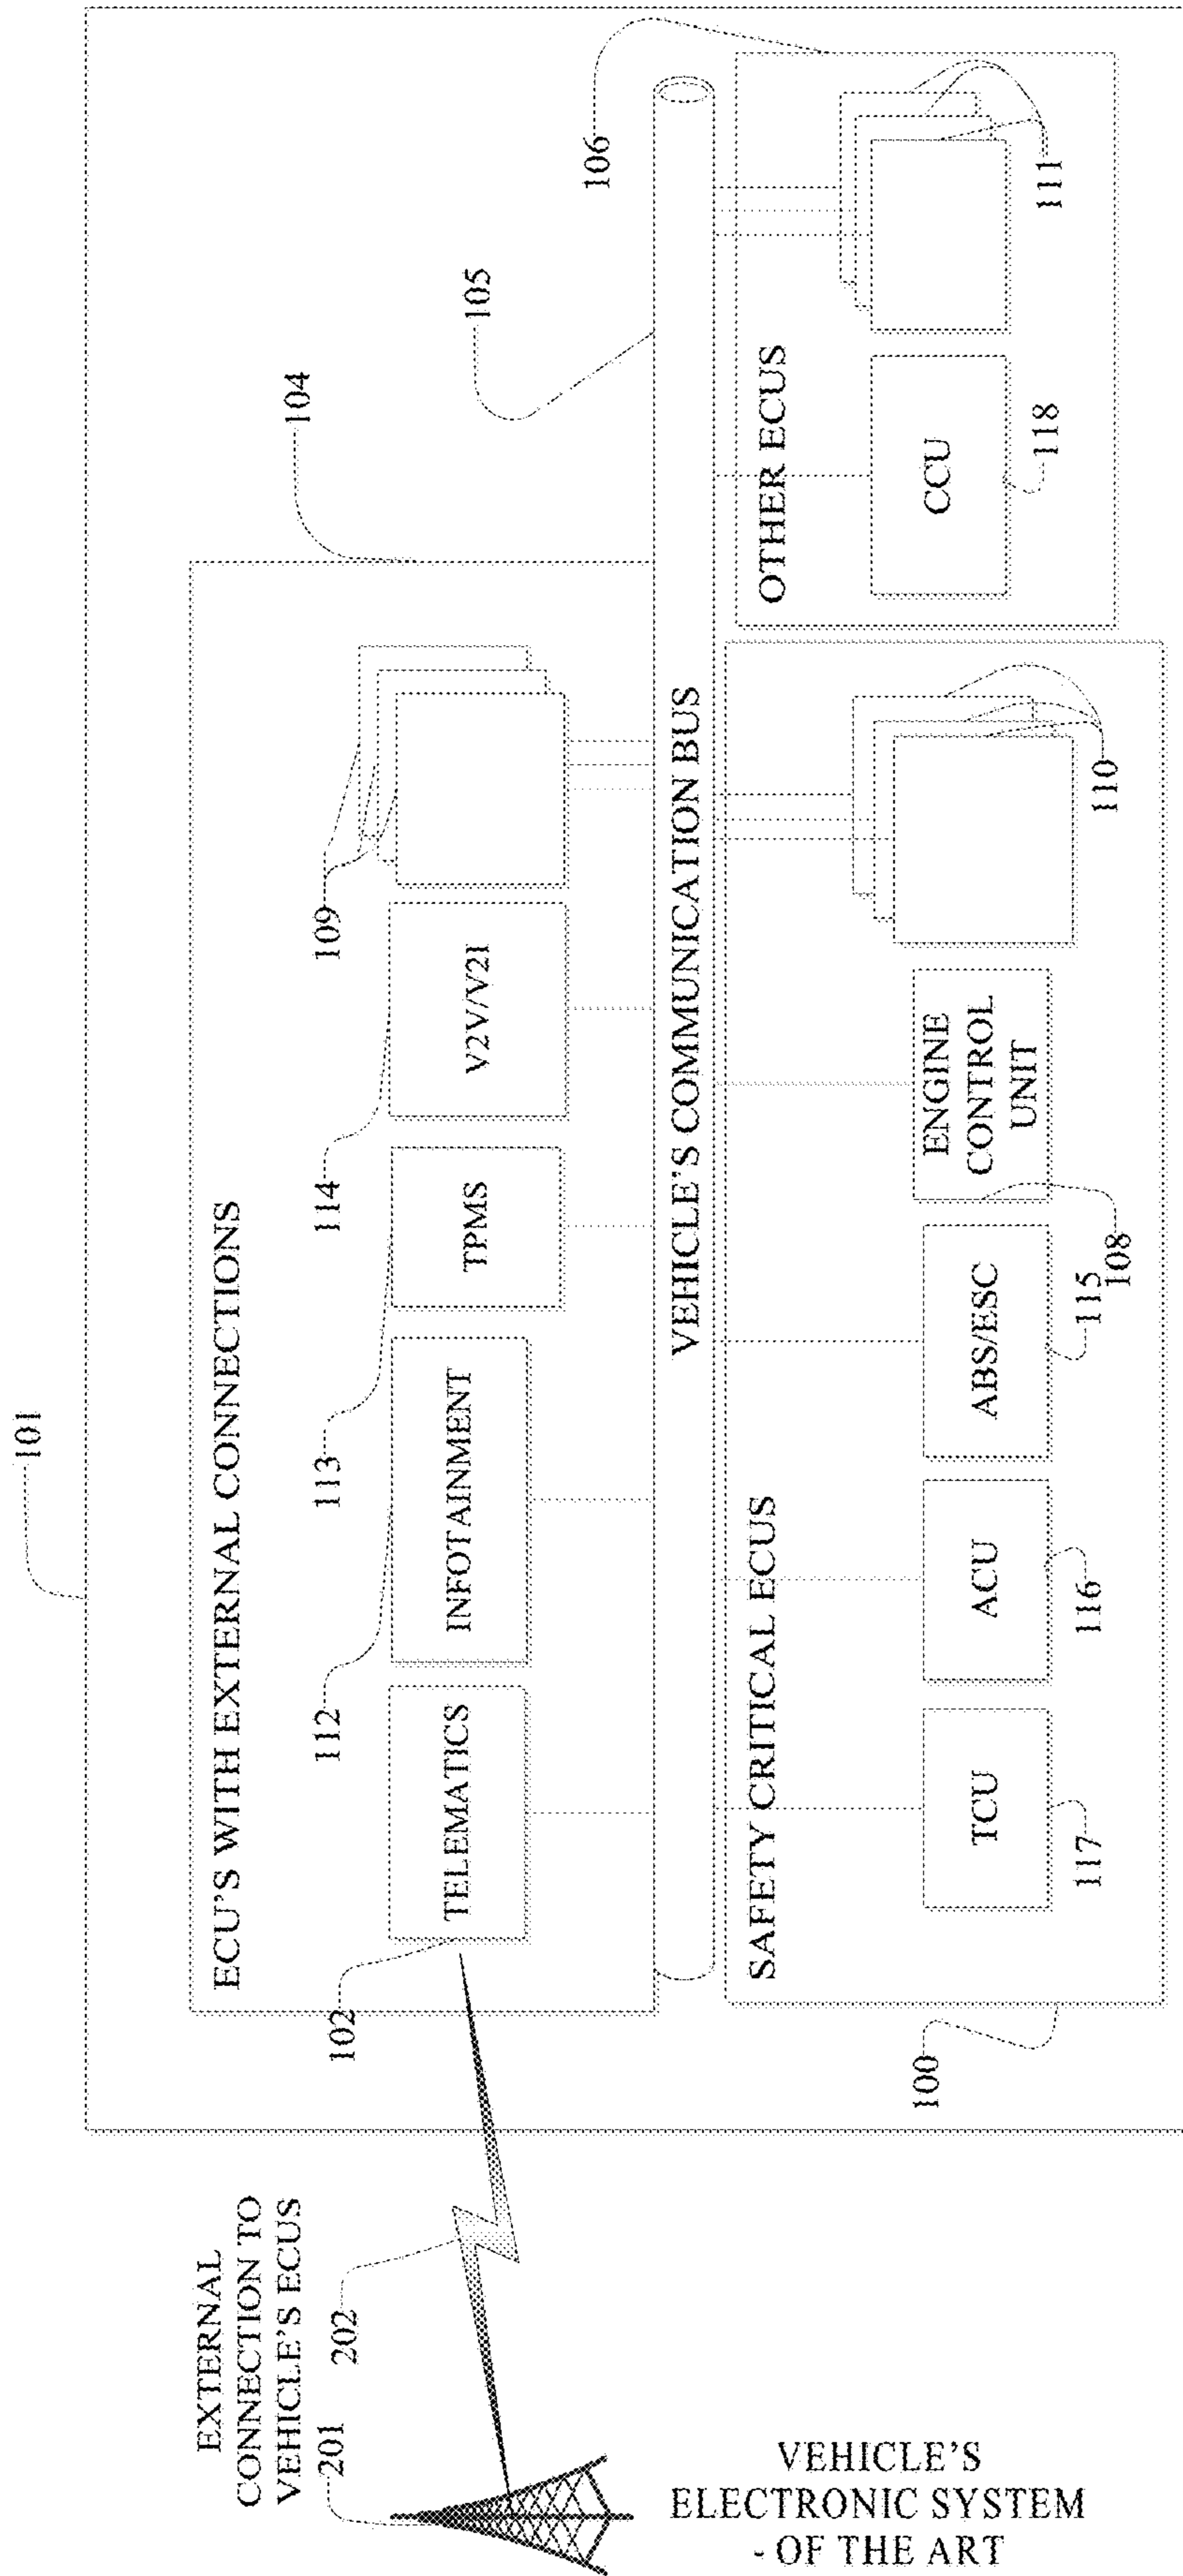 101
ECU'S WITH EXTERNAL CONNECTIONS
104
112
113
114
109
TELEMATICS
INFOTAINMENT
TPMS
V2V/V2I
102
105
106
VEHICLE'S COMMUNICATION BUS
SAFETY CRITICAL ECUS
OTHER ECUS
TCU
ACU
ABS/ESC
ENGINE
CONTROL
UNIT
CCU
117
116
115
108
110
118
111
100
EXTERNAL
CONNECTION TO
VEHICLE'S ECUS
201
202
VEHICLE'S
ELECTRONIC SYSTEM
- OF THE ART